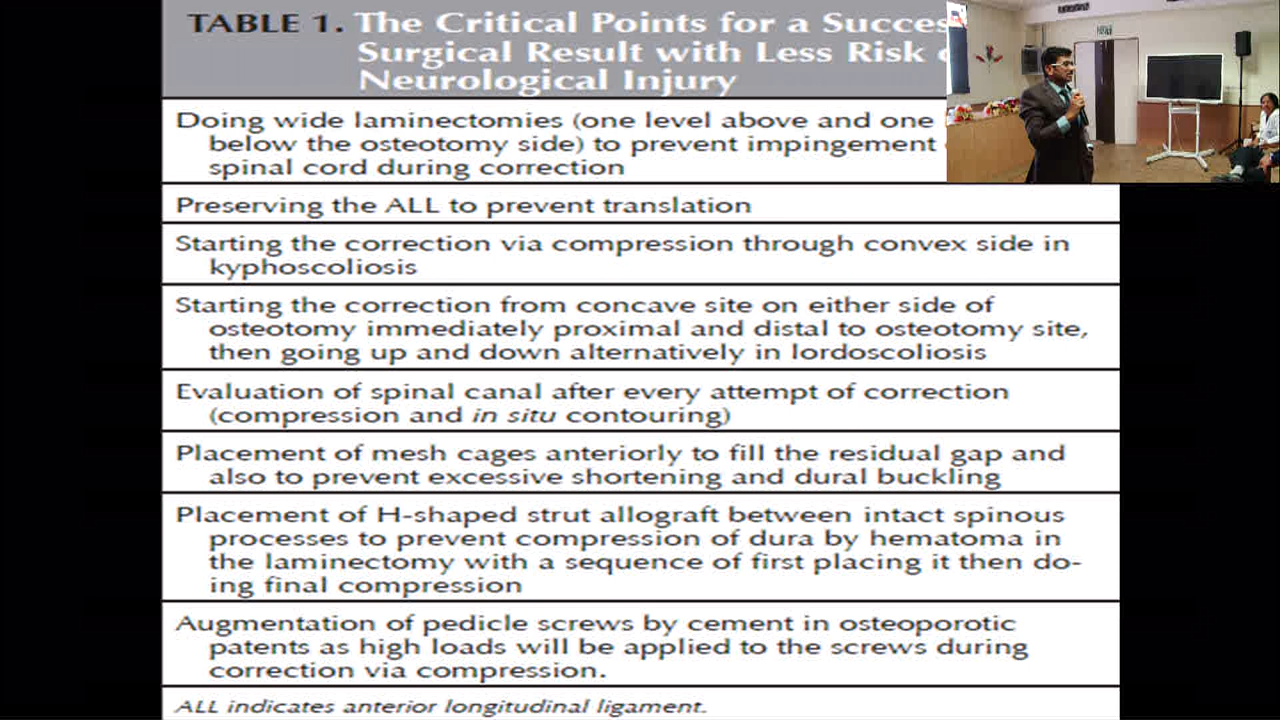 TABLE 1. The Critical Points for a
Surgical Result with Less Risk
Neurological Injury
Doing wide laminectomies (one level above and one
below the osteotomy side) to prevent impingement
spinal cord during correction
Preserving the ALL to prevent translation
Starting the correction via compression through convex side in
kyphoscoliosis
Starting the correction from concave site on either side of
osteotomy immediately proximal and distal to osteotomy site,
then going up and down alternatively in lordoscoliosis
Evaluation of spinal canal after every attempt of correction
(compression and in situ contouring)
Placement of mesh cages anteriorly to fill the residual gap and
also to prevent excessive shortening and dural buckling
Placement of H-shaped strut allograft between intact spinous
processes to prevent compression of dura by hematoma in
the laminectomy with a sequence of first placing it then do-
ing final compression
Augmentation of pedicle screws by cement in osteoporotic
patents as high loads will be applied to the screws during
correction via compression.
ALL indicates anterior longitudinal ligament.